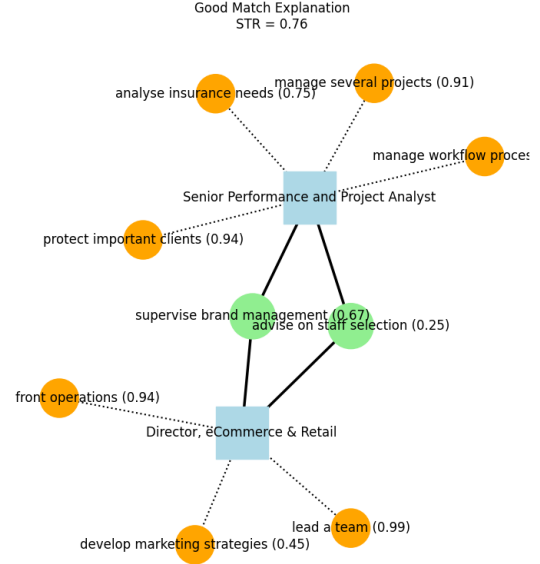 Good Match Explanation
STR = 0.76
manage several projects (0.91)
analyse insurance needs (0.75)
manage workflow
Senior Performance and Project Analyst
protect important clients (0.94)
supervise brand management (0.67)
advise on staff selection (0.25)
front operations (0.94)
Director, eCommerce & Retail
lead a team (0.99)
develop marketing strategies (0.45)